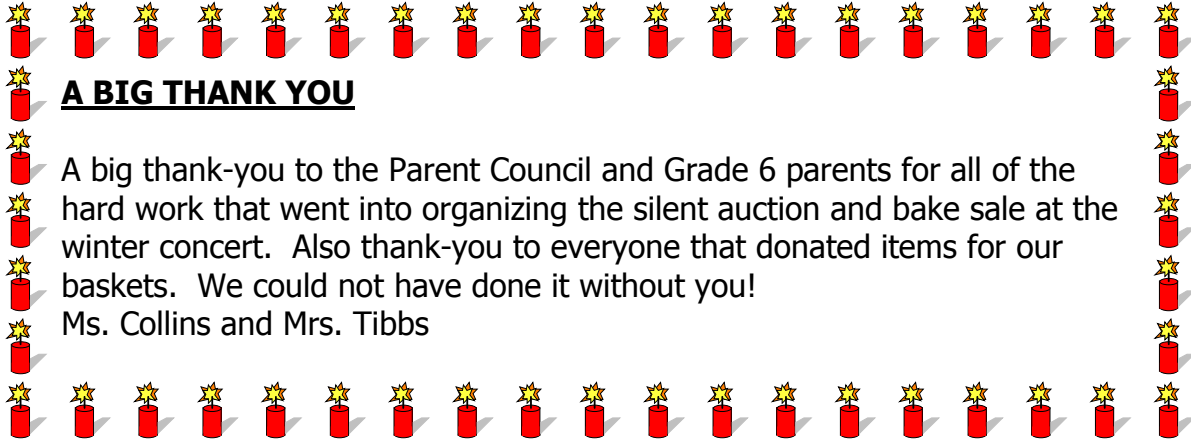 A BIG THANK YOU
A big thank-you to the Parent Council and Grade 6 parents for all of the
hard work that went into organizing the silent auction and bake sale at the
winter concert.  Also thank-you to everyone that donated items for our
baskets.  We could not have done it without you!
Ms. Collins and Mrs. Tibbs